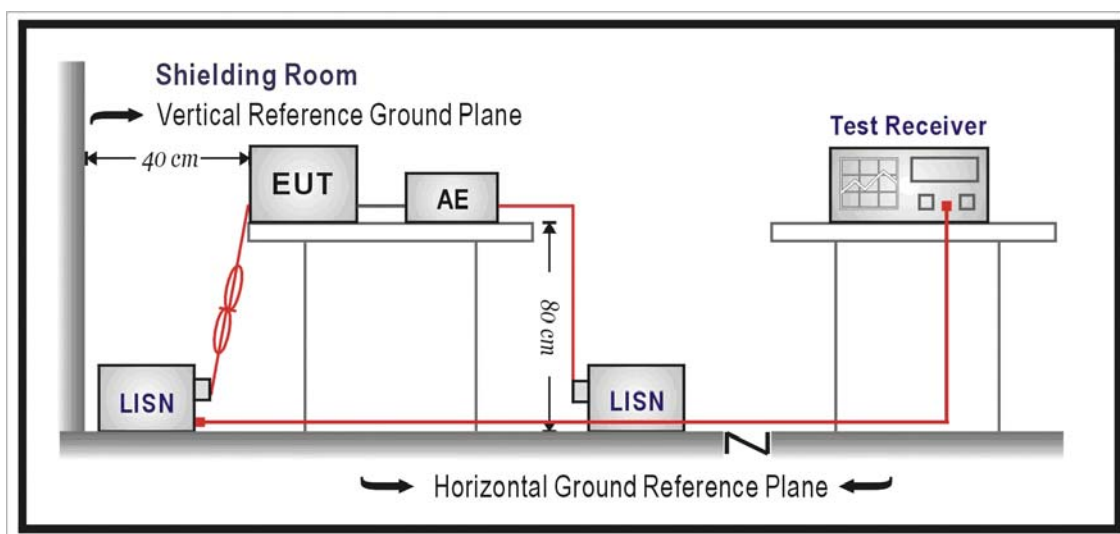 Shielding Room
Vertical Reference Ground Plane
40 cm
EUT
AE
Test Receiver
80 cm
LISN
LISN
Horizontal Ground Reference Plane